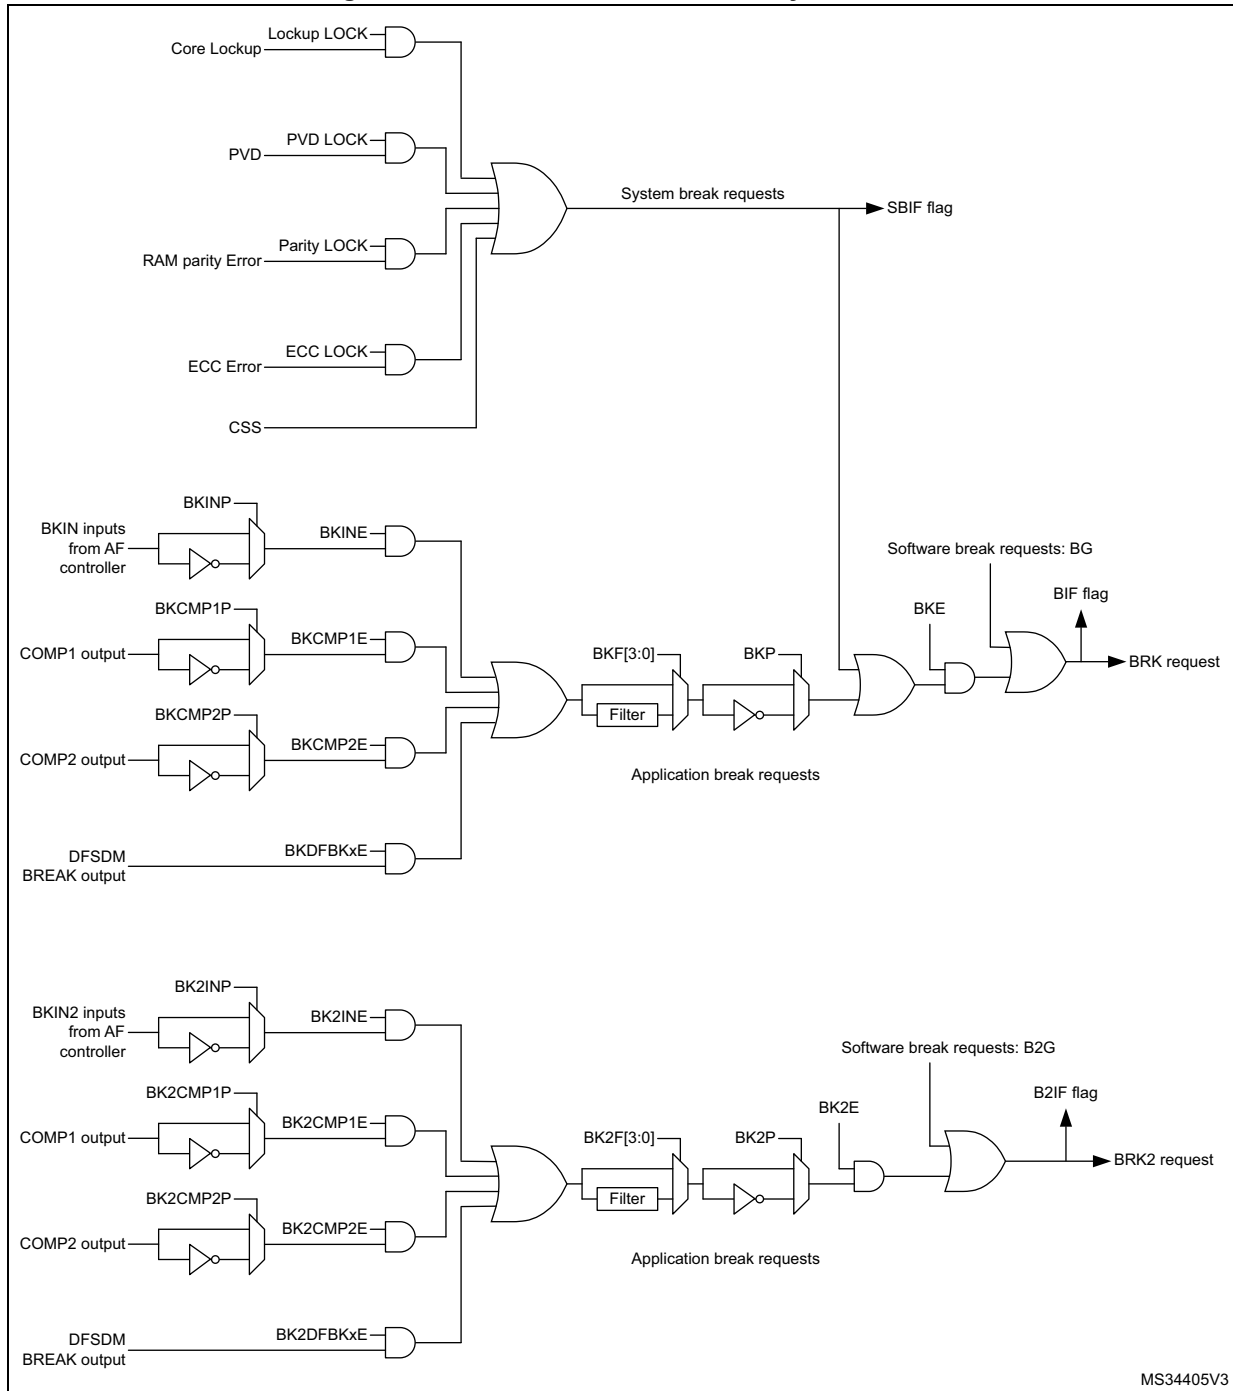 Lockup LOCK
Core Lockup
PVD LOCK
PVD
System break requests
SBIF flag
Parity LOCK
RAM parity Error
ECC LOCK
ECC Error
CSS
BKINP
BKIN inputs
from AF
controller
BKINE
Software break requests: BG
BIF flag
BKCMP1P
BKE
COMP1 output
BKCMP1E
BKF[3:0]
BKP
BRK request
BKCMP2P
Filter
COMP2 output
BKCMP2E
Application break requests
DFSDM
BREAK output
BKDFBKxE
BK2INP
BKIN2 inputs
from AF
controller
BK2INE
Software break requests: B2G
B2IF flag
BK2CMP1P
BK2E
COMP1 output
BK2CMP1E
BK2F[3:0]
BK2P
BRK2 request
BK2CMP2P
Filter
COMP2 output
BK2CMP2E
Application break requests
DFSDM
BREAK output
BK2DFBKxE
MS34405V3